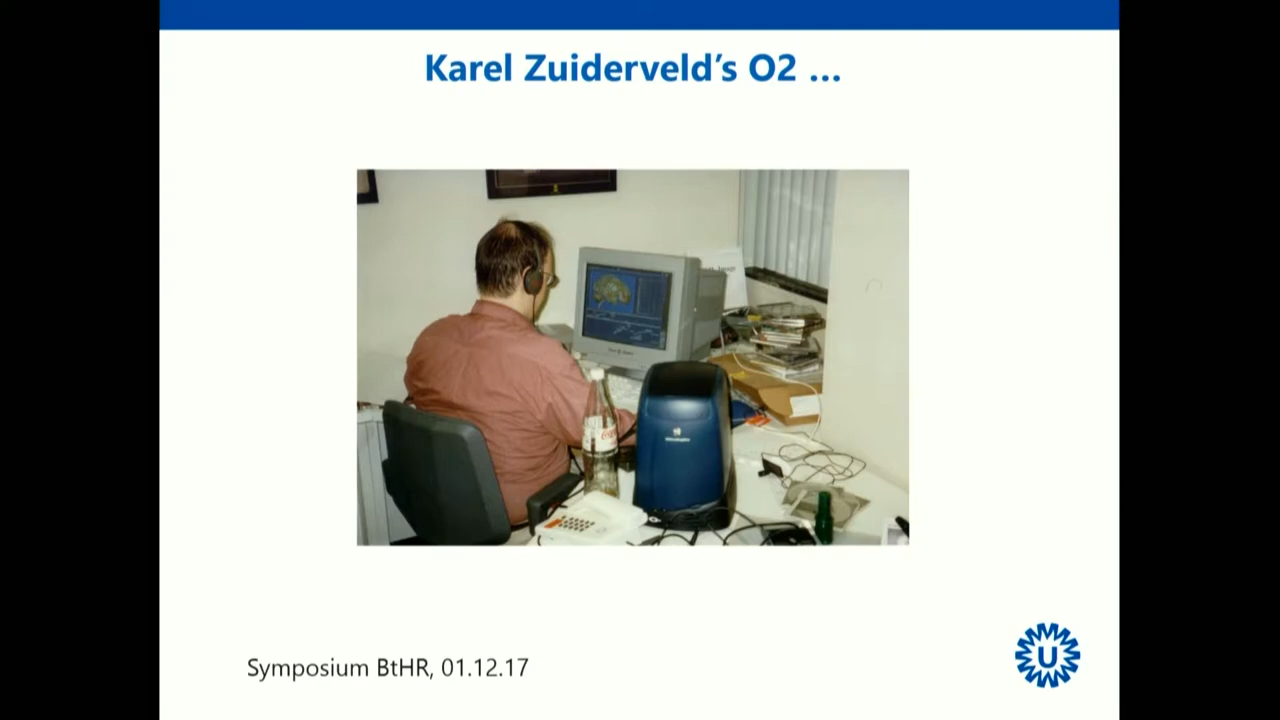 Karel Zuiderveld’s O2 ...
Symposium BtHR, 01.12.17
U